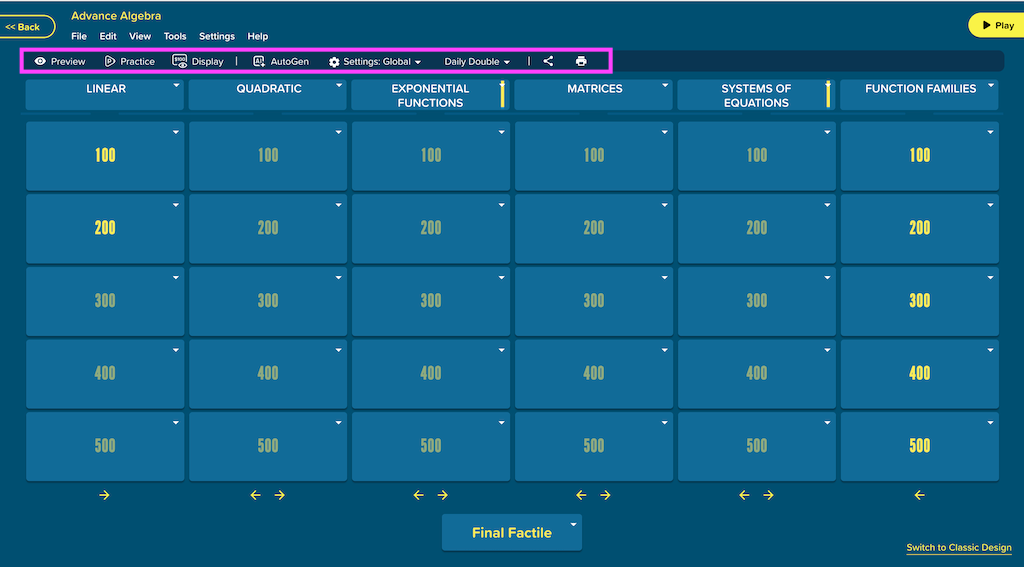 Advance Algebra
<< Back
File Edit View Tools Settings Help
Play
Preview Practice $100 Display | AutoGen Settings: Global Daily Double |
LINEAR QUADRATIC EXPONENTIAL FUNCTIONS MATRICES SYSTEMS OF EQUATIONS FUNCTION FAMILIES
100 100 100 100 100 100
200 200 200 200 200 200
300 300 300 300 300 300
400 400 400 400 400 400
500 500 500 500 500 500
Final Factile
Switch to Classic Design